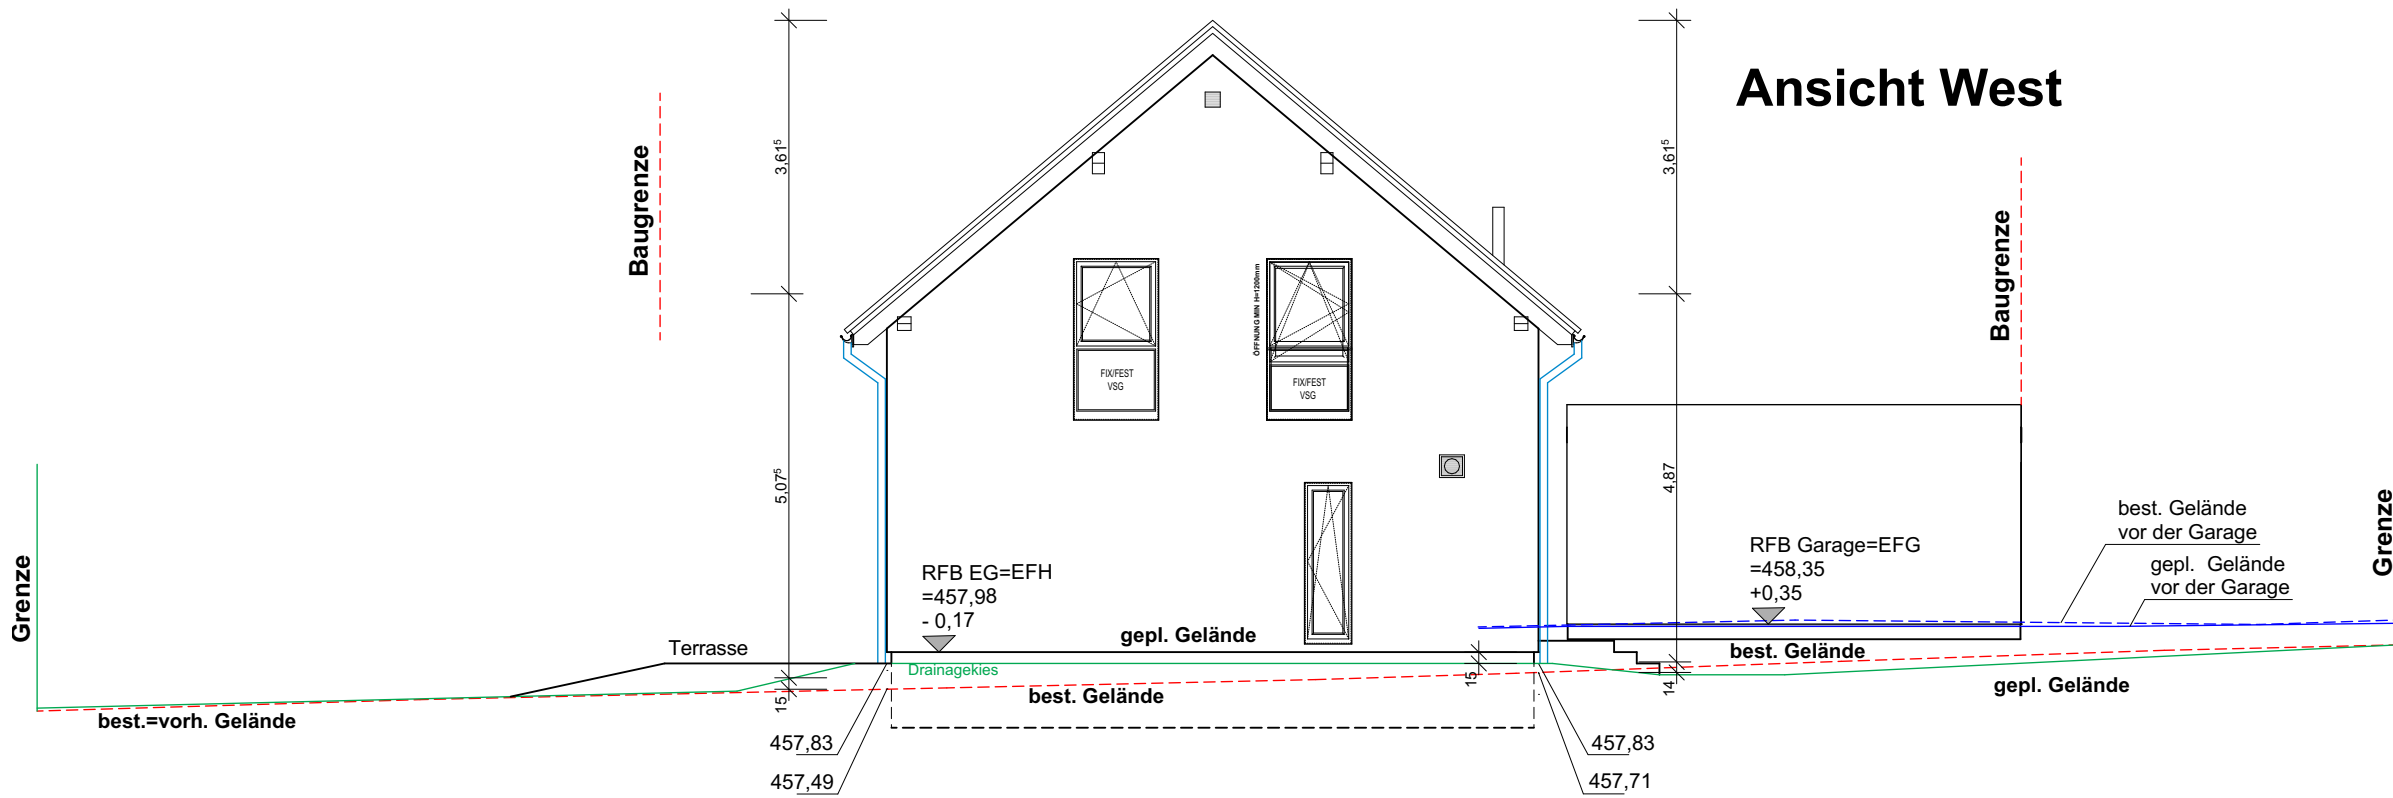 Ansicht West
Baugrenze
Baugrenze
Grenze
Grenze
3,61⁵
3,61⁵
5,07⁵
4,87
ÖFFNUNG MIN H=1200mm
FIX/FEST
VSG
FIX/FEST
VSG
best. Gelände
vor der Garage
gepl. Gelände
vor der Garage
RFB Garage=EFG
=458,35
+0,35
RFB EG=EFH
=457,98
- 0,17
gepl. Gelände
Terrasse
Drainagekies
best. Gelände
best. Gelände
gepl. Gelände
best.=vorh. Gelände
15
15
14
457,83
457,49
457,83
457,71